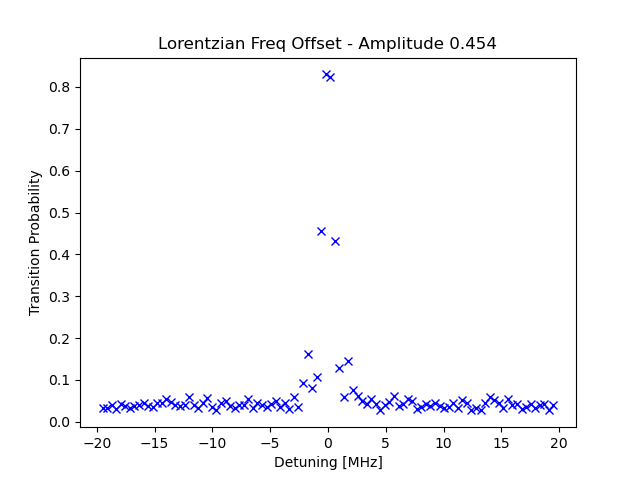 Lorentzian Freq Offset - Amplitude 0.454
Transition Probability
0.8
0.7
0.6
0.5
0.4
0.3
0.2
0.1
0.0
−20 −15 −10 −5 0 5 10 15 20
Detuning [MHz]